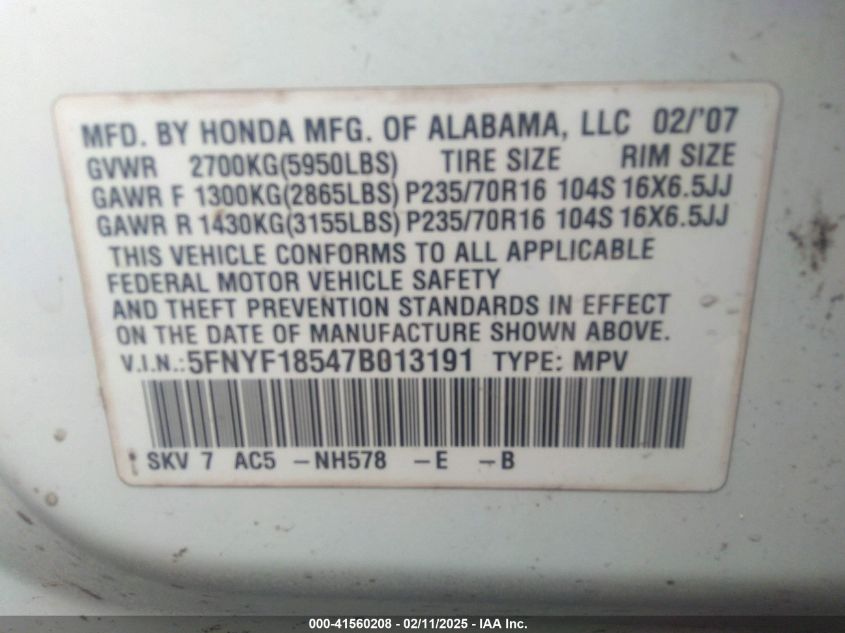 MFD. BY HONDA MFG. OF ALABAMA, LLC 02/'07
GVWR 2700KG(5950LBS) TIRE SIZE RIM SIZE
GAWR F 1300KG(2865LBS) P235/70R16 104S 16X6.5JJ
GAWR R 1430KG(3155LBS) P235/70R16 104S 16X6.5JJ
THIS VEHICLE CONFORMS TO ALL APPLICABLE
FEDERAL MOTOR VEHICLE SAFETY
AND THEFT PREVENTION STANDARDS IN EFFECT
ON THE DATE OF MANUFACTURE SHOWN ABOVE.
V.I.N.:5FNYF18547B013191 TYPE: MPV
SKV 7 AC5 -NH578 -E -B
000-41560208 - 02/11/2025 - IAA Inc.